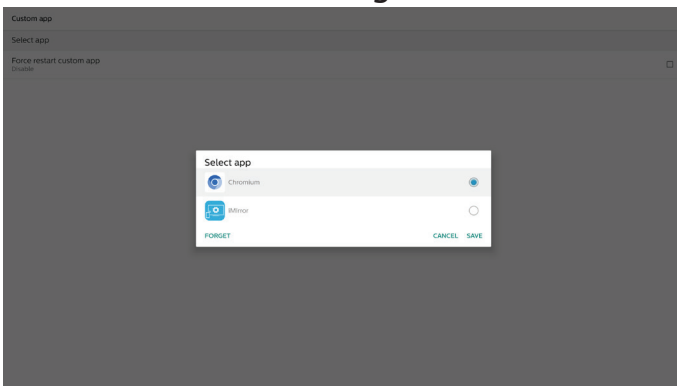 Custom app
Select app
Force restart custom app
Disable
Select app
Chromium
iMirror
FORGET
CANCEL SAVE